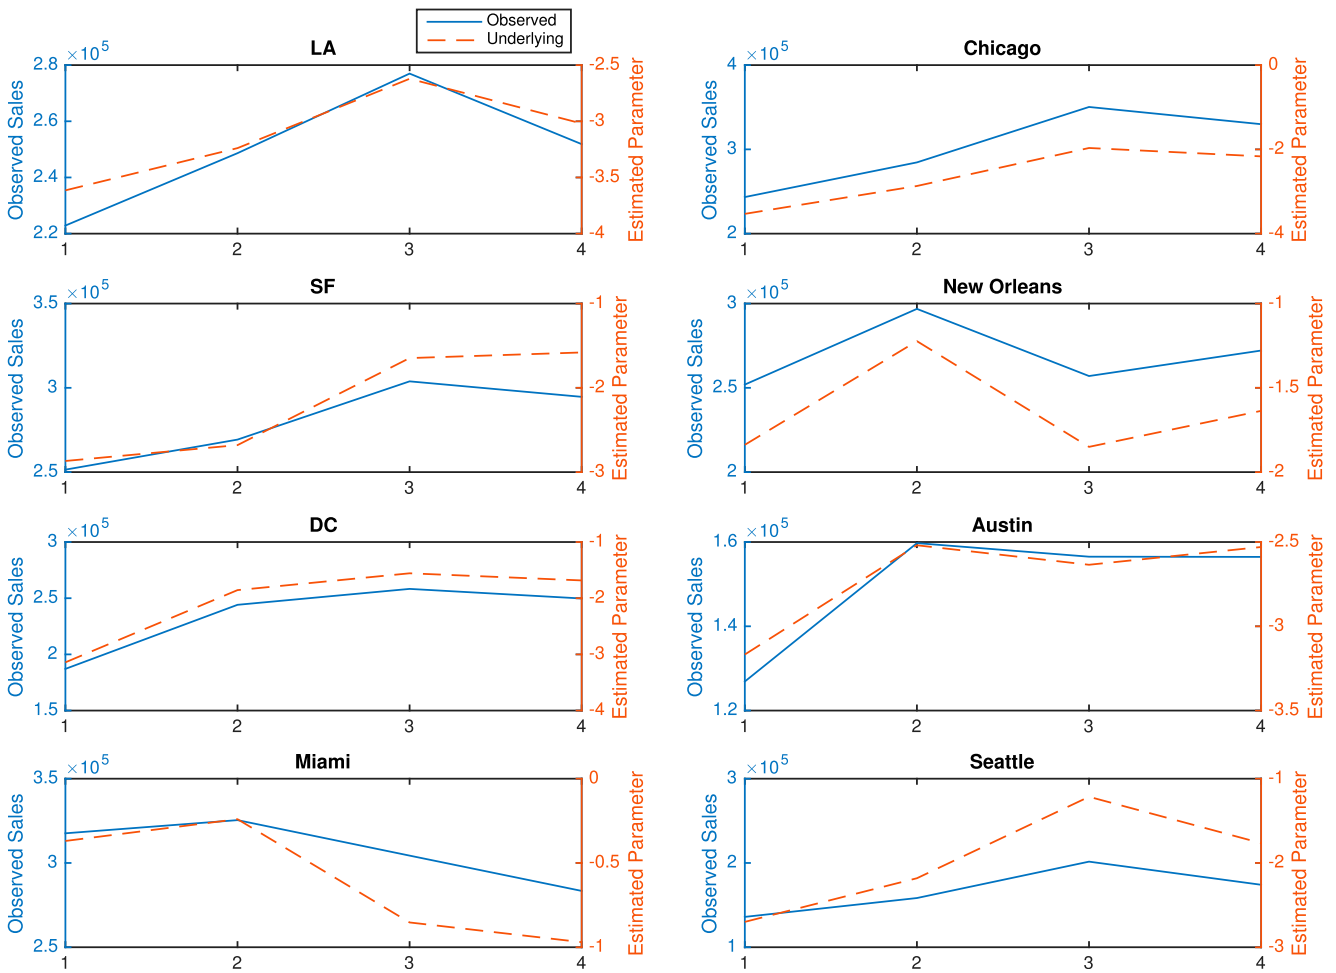 Observed
Underlying
LA
×10^5
2.8
2.6
2.4
2.2
Observed Sales
-2.5
-3
-3.5
-4
Estimated Parameter
1 2 3 4
Chicago
×10^5
4
3
2
Observed Sales
0
-2
-4
Estimated Parameter
1 2 3 4
SF
×10^5
3.5
3
2.5
Observed Sales
-1
-2
-3
Estimated Parameter
1 2 3 4
New Orleans
×10^5
3
2.5
2
Observed Sales
-1
-1.5
-2
Estimated Parameter
1 2 3 4
DC
×10^5
3
2.5
2
1.5
Observed Sales
-1
-2
-3
-4
Estimated Parameter
1 2 3 4
Austin
×10^5
1.6
1.4
1.2
Observed Sales
-2.5
-3
-3.5
Estimated Parameter
1 2 3 4
Miami
×10^5
3.5
3
2.5
Observed Sales
0
-0.5
-1
Estimated Parameter
1 2 3 4
Seattle
×10^5
3
2
1
Observed Sales
-1
-2
-3
Estimated Parameter
1 2 3 4